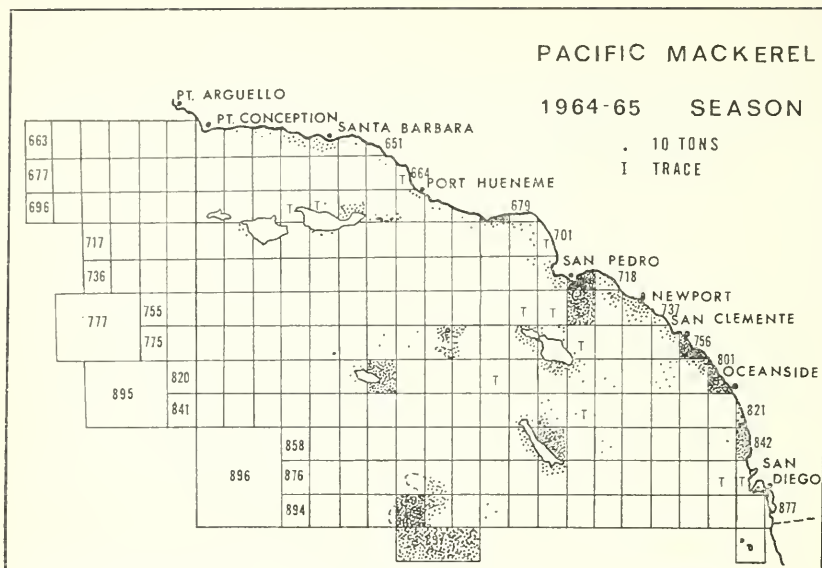 PACIFIC MACKEREL
1964-65 SEASON
. 10 TONS
I TRACE
PT. ARGUELLO
PT. CONCEPTION
SANTA BARBARA
663
651
677
T 664
PORT HUENEME
696
T T
679
717
T 701
736
SAN PEDRO
718
777
755
T T
NEWPORT
737
775
T
SAN CLEMENTE
756
895
820
T
801
OCEANSIDE
841
T
821
858
842
896
876
T T
SAN DIEGO
894
877